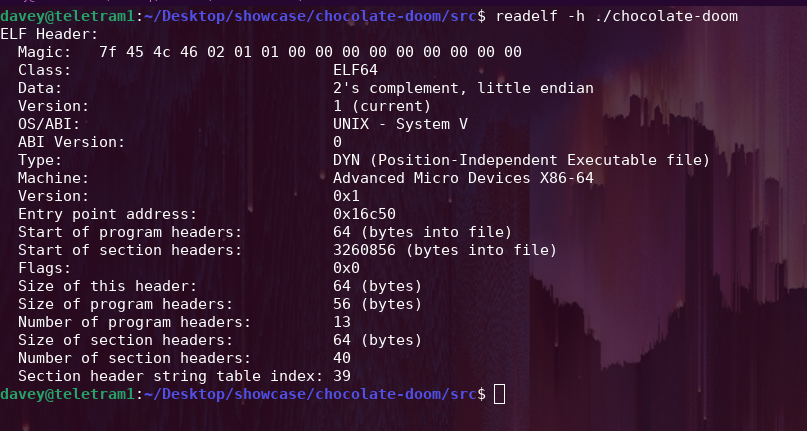 davey@teletram1:~/Desktop/showcase/chocolate-doom/src$ readelf -h ./chocolate-doom
ELF Header:
  Magic:   7f 45 4c 46 02 01 01 00 00 00 00 00 00 00 00 00
  Class:                             ELF64
  Data:                              2's complement, little endian
  Version:                           1 (current)
  OS/ABI:                            UNIX - System V
  ABI Version:                       0
  Type:                              DYN (Position-Independent Executable file)
  Machine:                           Advanced Micro Devices X86-64
  Version:                           0x1
  Entry point address:               0x16c50
  Start of program headers:          64 (bytes into file)
  Start of section headers:          3260856 (bytes into file)
  Flags:                             0x0
  Size of this header:               64 (bytes)
  Size of program headers:           56 (bytes)
  Number of program headers:         13
  Size of section headers:           64 (bytes)
  Number of section headers:         40
  Section header string table index: 39
davey@teletram1:~/Desktop/showcase/chocolate-doom/src$